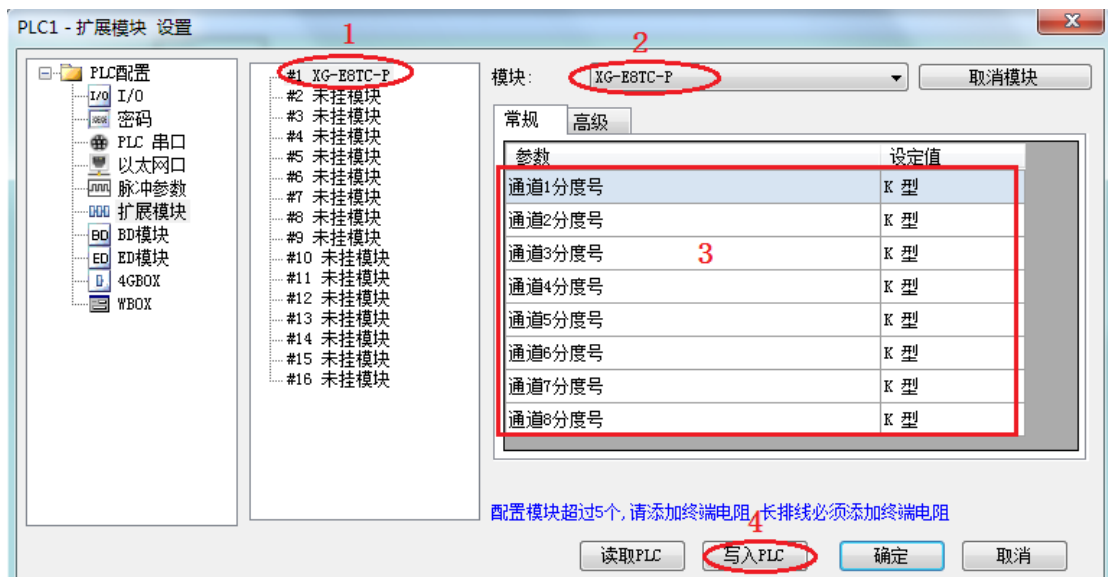 PLC1 - 扩展模块 设置
1
2
PLC配置
I/O
密码
PLC 串口
以太网口
脉冲参数
扩展模块
BD BD模块
ED ED模块
4GBOX
WBOX
#1 XG-E8TC-P
#2 未挂模块
#3 未挂模块
#4 未挂模块
#5 未挂模块
#6 未挂模块
#7 未挂模块
#8 未挂模块
#9 未挂模块
#10 未挂模块
#11 未挂模块
#12 未挂模块
#13 未挂模块
#14 未挂模块
#15 未挂模块
#16 未挂模块
模块: XG-E8TC-P 取消模块
常规 高级
参数 设定值
通道1分度号 K 型
通道2分度号 K 型
通道3分度号 K 型
3
通道4分度号 K 型
通道5分度号 K 型
通道6分度号 K 型
通道7分度号 K 型
通道8分度号 K 型
配置模块超过5个,请添加终端电阻,长排线必须添加终端电阻
4
读取PLC 写入PLC 确定 取消